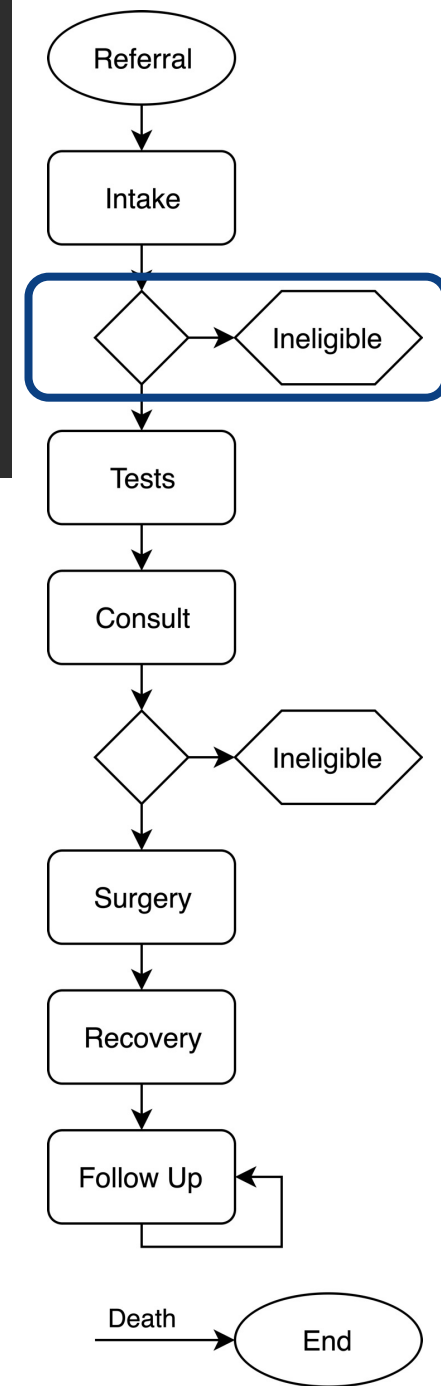 Referral
Intake
Ineligible
Tests
Consult
Ineligible
Surgery
Recovery
Follow Up
Death
End